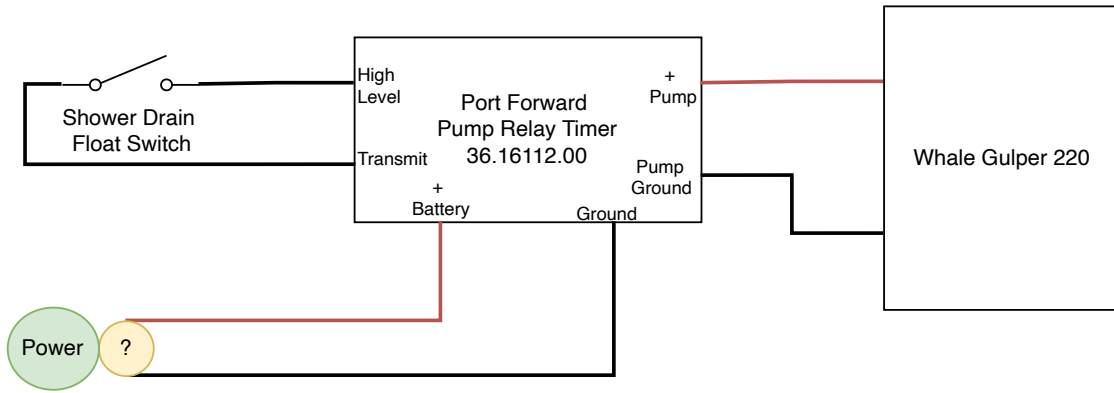 High
Level
Shower Drain
Float Switch
Transmit
+
Battery
Port Forward
Pump Relay Timer
36.16112.00
+
Pump
Pump
Ground
Ground
Whale Gulper 220
Power
?